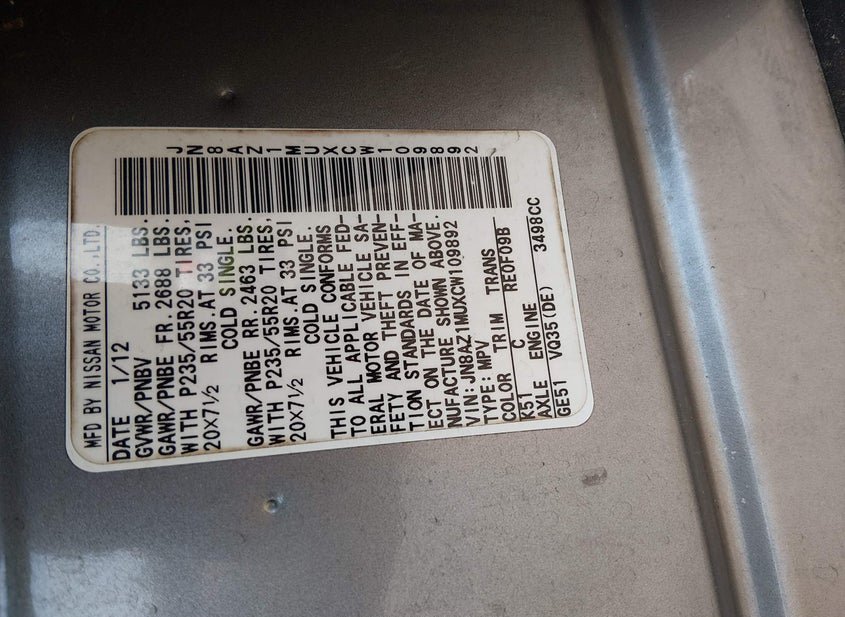 JN8AZ1MUXCW109892
MFD BY NISSAN MOTOR CO.,LTD.
DATE 1/12
GVWR/PNBV 5133 LBS.
GAWR/PNBE FR. 2688 LBS.
WITH P235/55R20 TIRES,
20X7½ RIMS.AT 33 PSI
COLD SINGLE.
GAWR/PNBE RR. 2463 LBS.
WITH P235/55R20 TIRES,
20X7½ RIMS.AT 33 PSI
COLD SINGLE.
THIS VEHICLE CONFORMS
TO ALL APPLICABLE FED-
ERAL MOTOR VEHICLE SA-
FETY AND THEFT PREVEN-
TION STANDARDS IN EFF-
ECT ON THE DATE OF MA-
NUFACTURE SHOWN ABOVE.
VIN: JN8AZ1MUXCW109892
TYPE: MPV
COLOR TRIM TRANS
K51 C RE0F09B
AXLE ENGINE
GE51 VQ35(DE) 3498CC